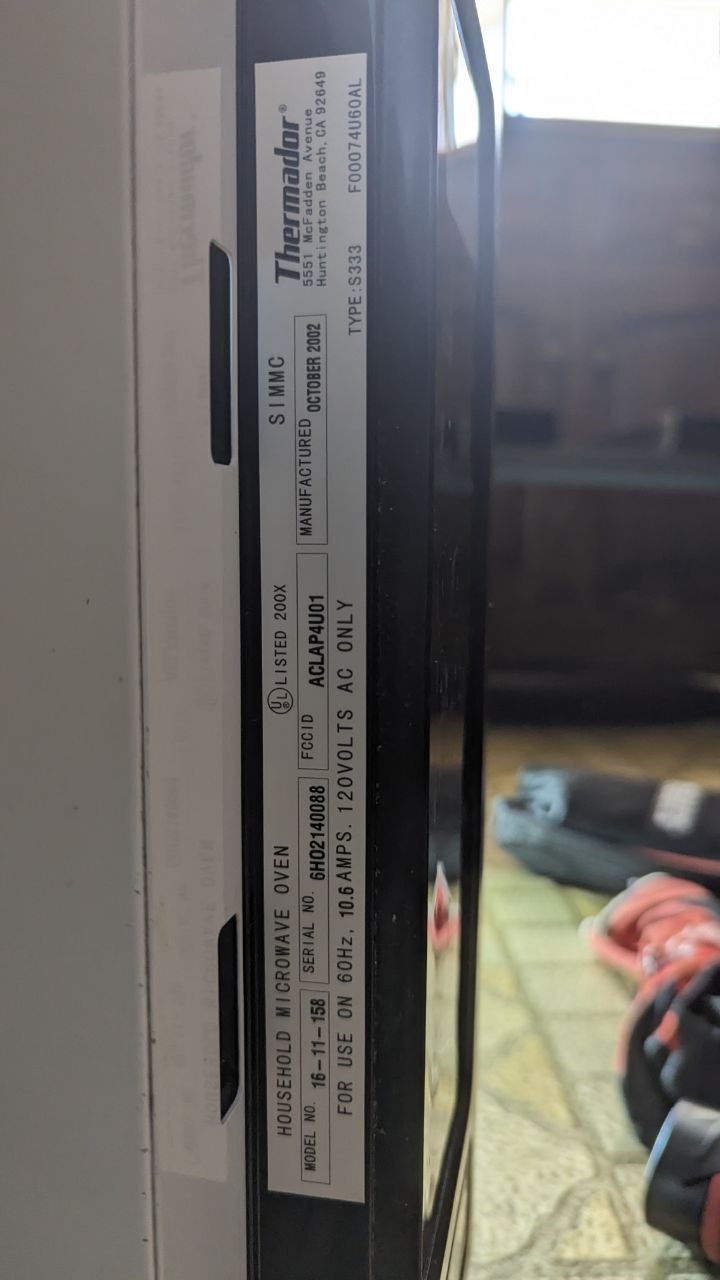 HOUSEHOLD MICROWAVE OVEN
UL LISTED 200X
SIMMC
Thermador®
5551 McFadden Avenue
Huntington Beach, CA 92649
MODEL NO. 16-11-158
SERIAL NO. 6H02140088
FCCID ACLAP4U01
MANUFACTURED OCTOBER 2002
FOR USE ON 60Hz, 10.6 AMPS. 120VOLTS AC ONLY
TYPE:S333 F00074U60AL